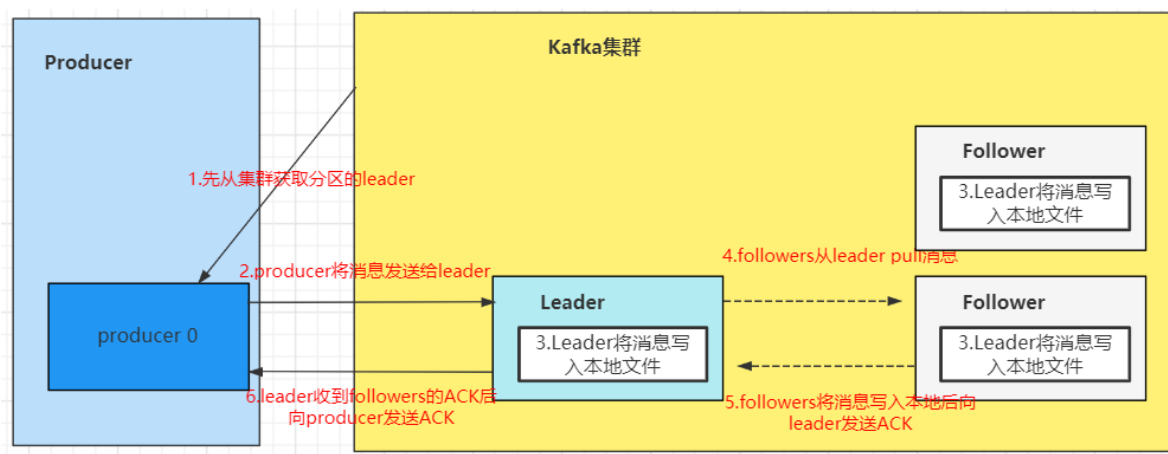 Producer
Kafka集群
Follower
3.Leader将消息写
入本地文件
1.先从集群获取分区的leader
2.producer将消息发送给leader
4.followers从leader pull消息
producer 0
Leader
3.Leader将消息写
入本地文件
Follower
3.Leader将消息写
入本地文件
6.leader收到followers的ACK后
向producer发送ACK
5.followers将消息写入本地后向
leader发送ACK